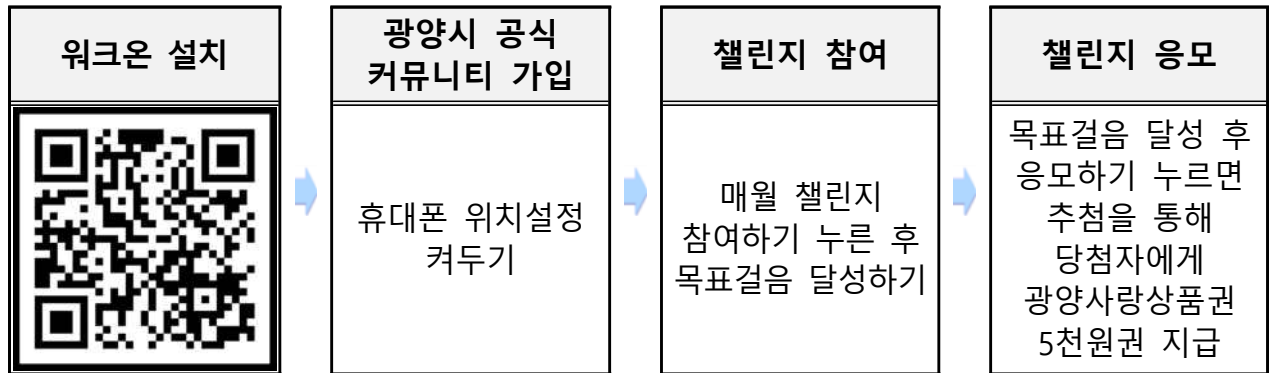 워크온 설치
광양시 공식
커뮤니티 가입
휴대폰 위치설정
켜두기
챌린지 참여
매월 챌린지
참여하기 누른 후
목표걸음 달성하기
챌린지 응모
목표걸음 달성 후
응모하기 누르면
추첨을 통해
당첨자에게
광양사랑상품권
5천원권 지급